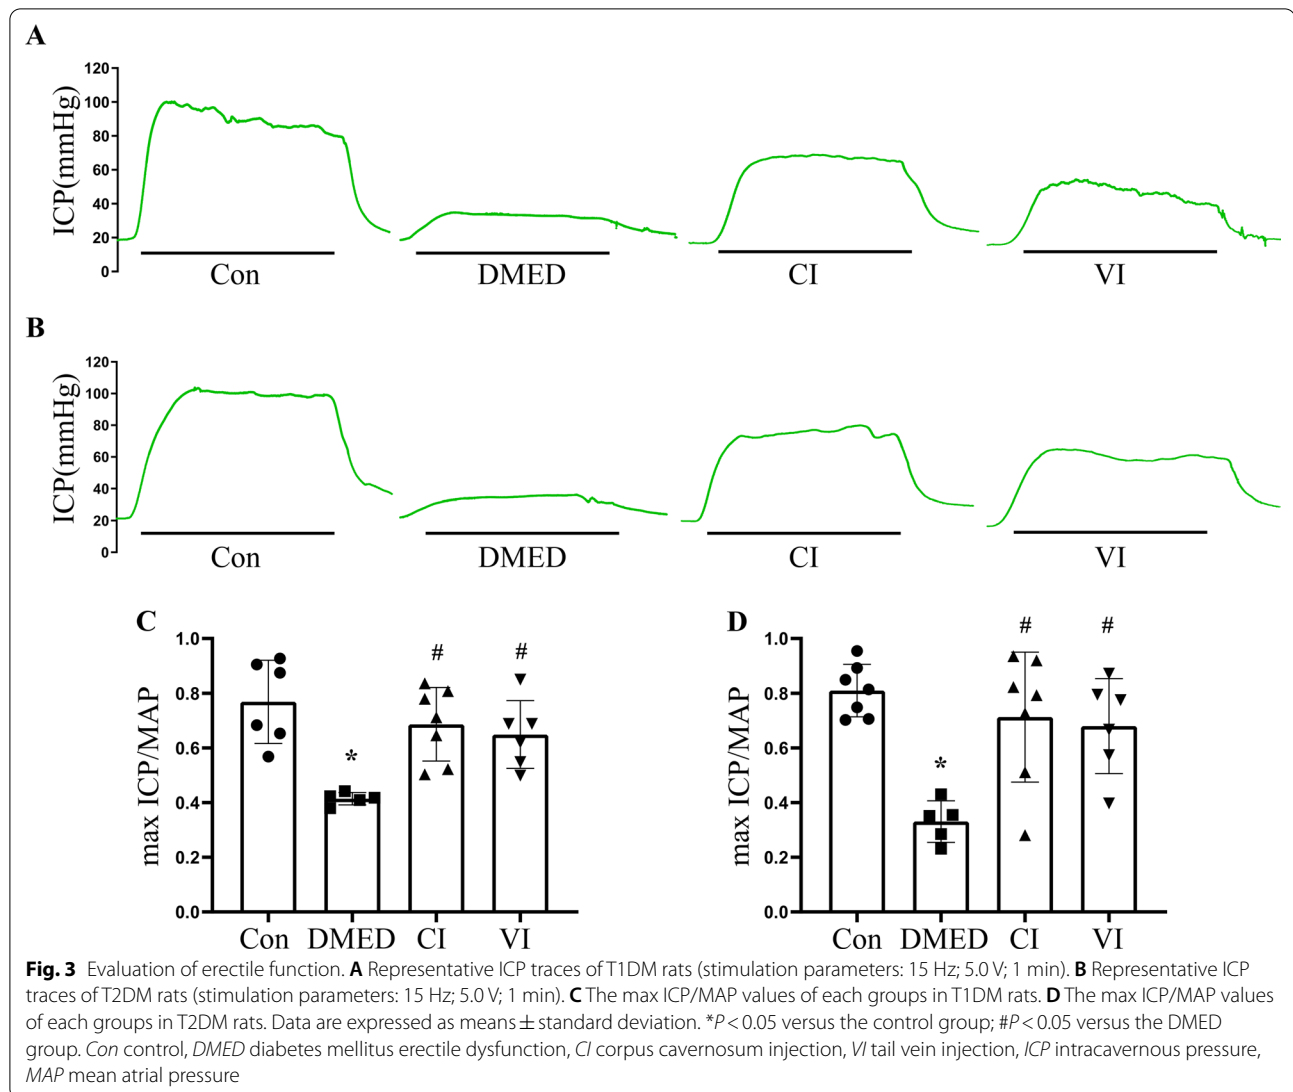 A
ICP(mmHg)
120
100
80
60
40
20
0
Con DMED CI VI
B
ICP(mmHg)
120
100
80
60
40
20
0
Con DMED CI VI
C
max ICP/MAP
1.0
0.8
0.6
0.4
0.2
0.0
* # #
Con DMED CI VI
D
max ICP/MAP
1.0
0.8
0.6
0.4
0.2
0.0
* # #
Con DMED CI VI
Fig. 3 Evaluation of erectile function. A Representative ICP traces of T1DM rats (stimulation parameters: 15 Hz; 5.0 V; 1 min). B Representative ICP
traces of T2DM rats (stimulation parameters: 15 Hz; 5.0 V; 1 min). C The max ICP/MAP values of each groups in T1DM rats. D The max ICP/MAP values
of each groups in T2DM rats. Data are expressed as means ± standard deviation. *P < 0.05 versus the control group; #P < 0.05 versus the DMED
group. Con control, DMED diabetes mellitus erectile dysfunction, CI corpus cavernosum injection, VI tail vein injection, ICP intracavernous pressure,
MAP mean atrial pressure